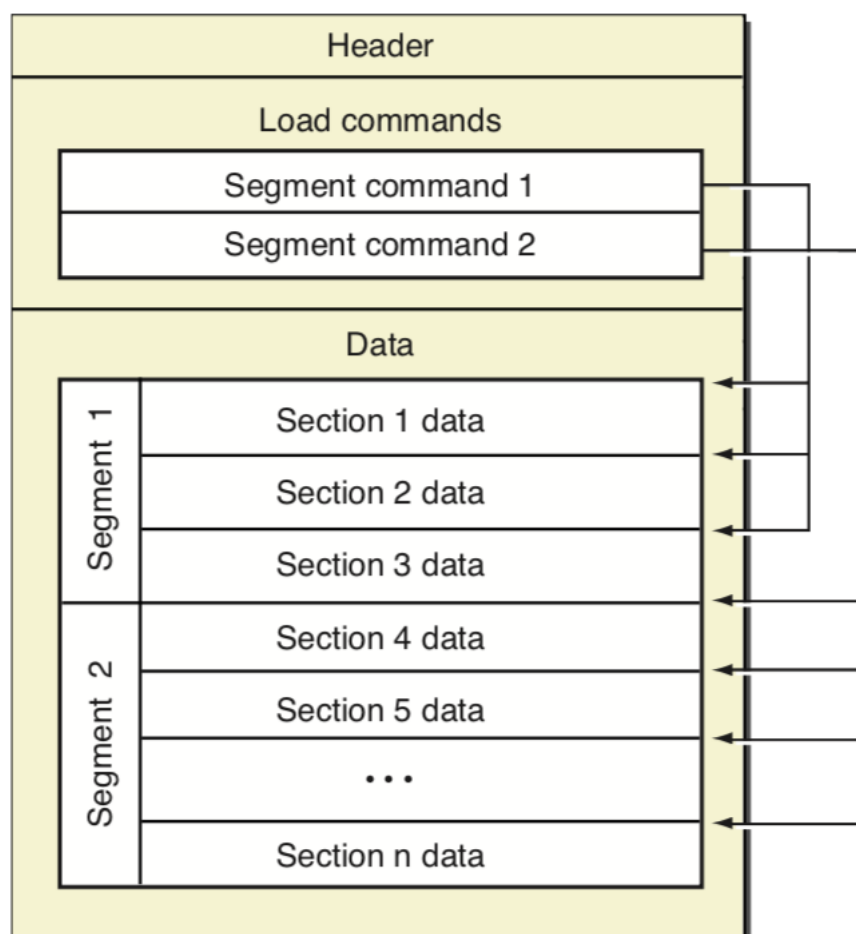 Header
Load commands
Segment command 1
Segment command 2
Data
Segment 1
Section 1 data
Section 2 data
Section 3 data
Segment 2
Section 4 data
Section 5 data
...
Section n data